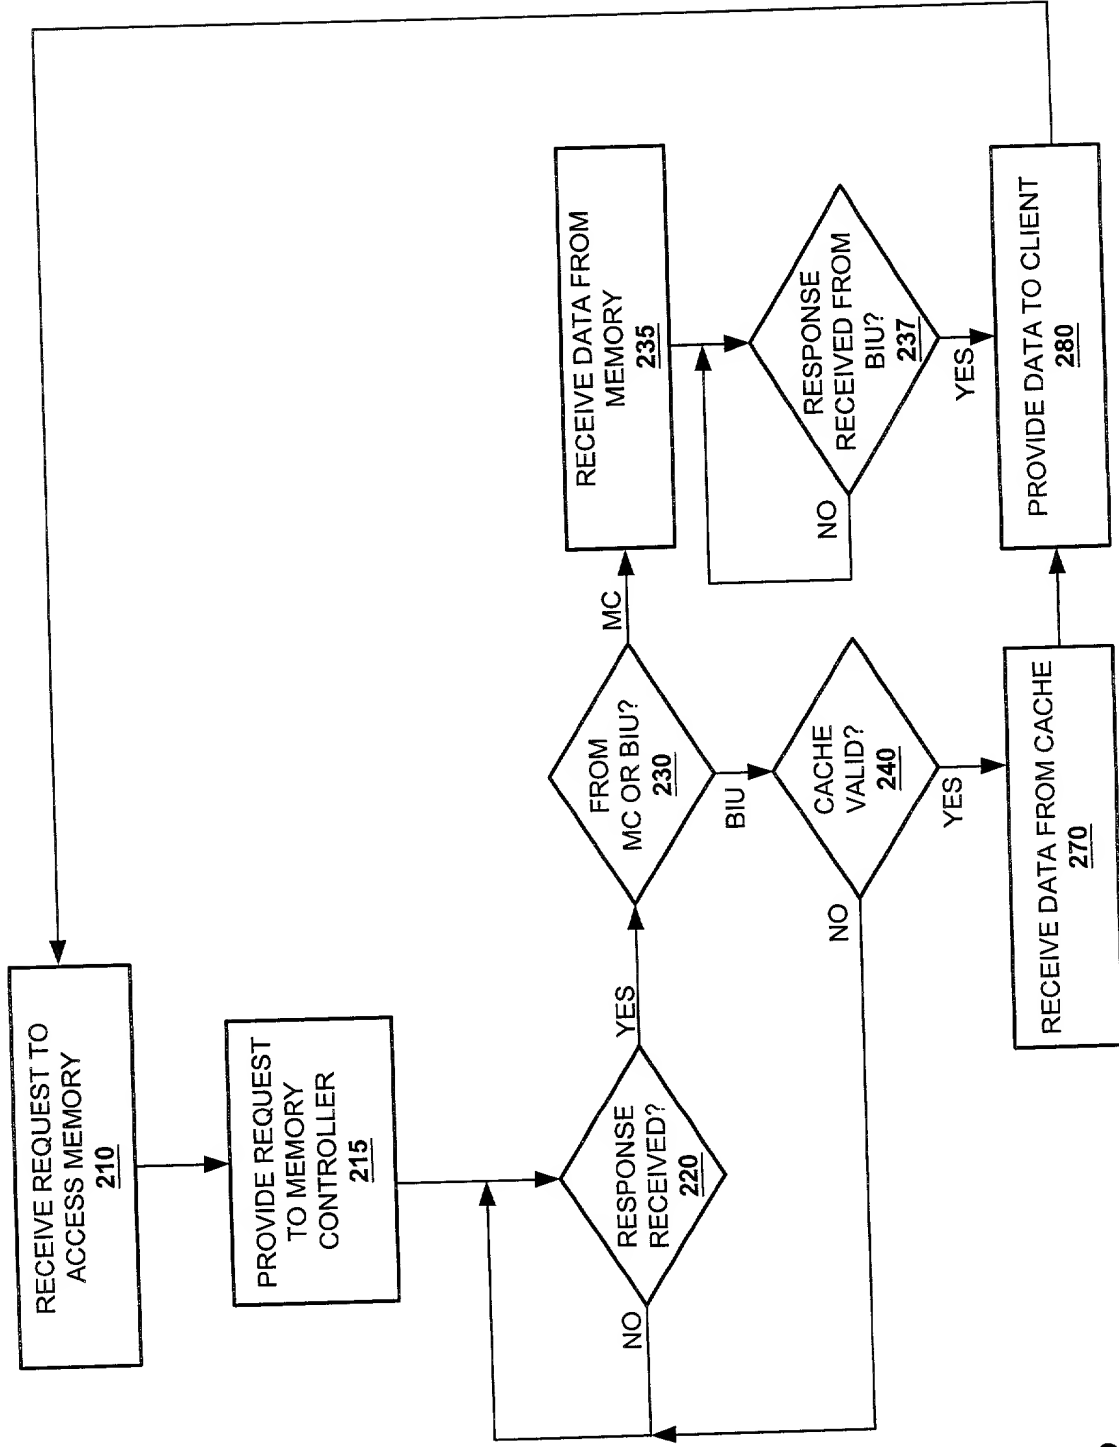 RECEIVE REQUEST TO
ACCESS MEMORY
210
PROVIDE REQUEST
TO MEMORY
CONTROLLER
215
RESPONSE
RECEIVED?
220
NO
YES
FROM
MC OR BIU?
230
MC
BIU
RECEIVE DATA FROM
MEMORY
235
RESPONSE
RECEIVED FROM
BIU?
237
NO
YES
CACHE
VALID?
240
NO
YES
RECEIVE DATA FROM CACHE
270
PROVIDE DATA TO CLIENT
280